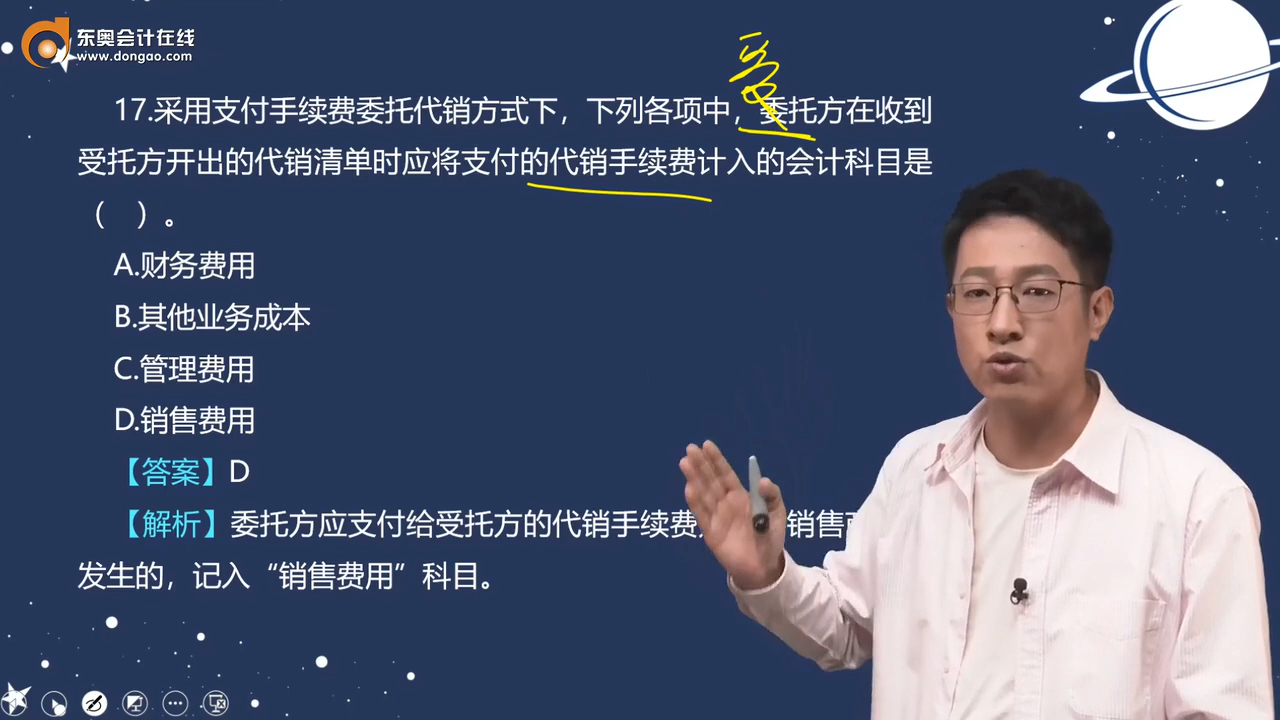 东奥会计在线
www.dongao.com
受
17.采用支付手续费委托代销方式下，下列各项中，委托方在收到
受托方开出的代销清单时应将支付的代销手续费计入的会计科目是
（ ）。
A.财务费用
B.其他业务成本
C.管理费用
D.销售费用
【答案】D
【解析】委托方应支付给受托方的代销手续费 销售
发生的，记入“销售费用”科目。